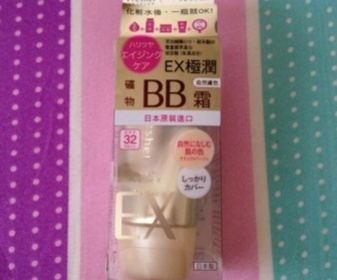 化粧水後・一瓶就OK!
ハリツヤ
エイジング
ケア
EX極潤
自然膚色
礦物
BB霜
日本原裝進口
32
自然になじむ
肌の色
しっかり
カバー
EX
日本製